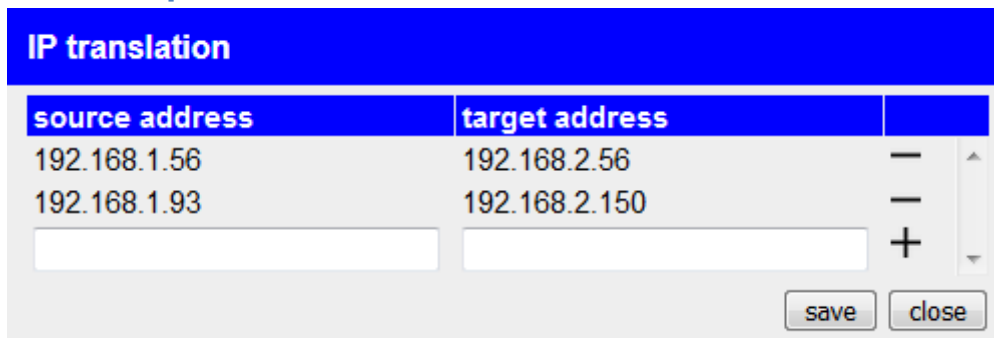 IP translation
source address target address
192.168.1.56 192.168.2.56 −
192.168.1.93 192.168.2.150 −
+
save close